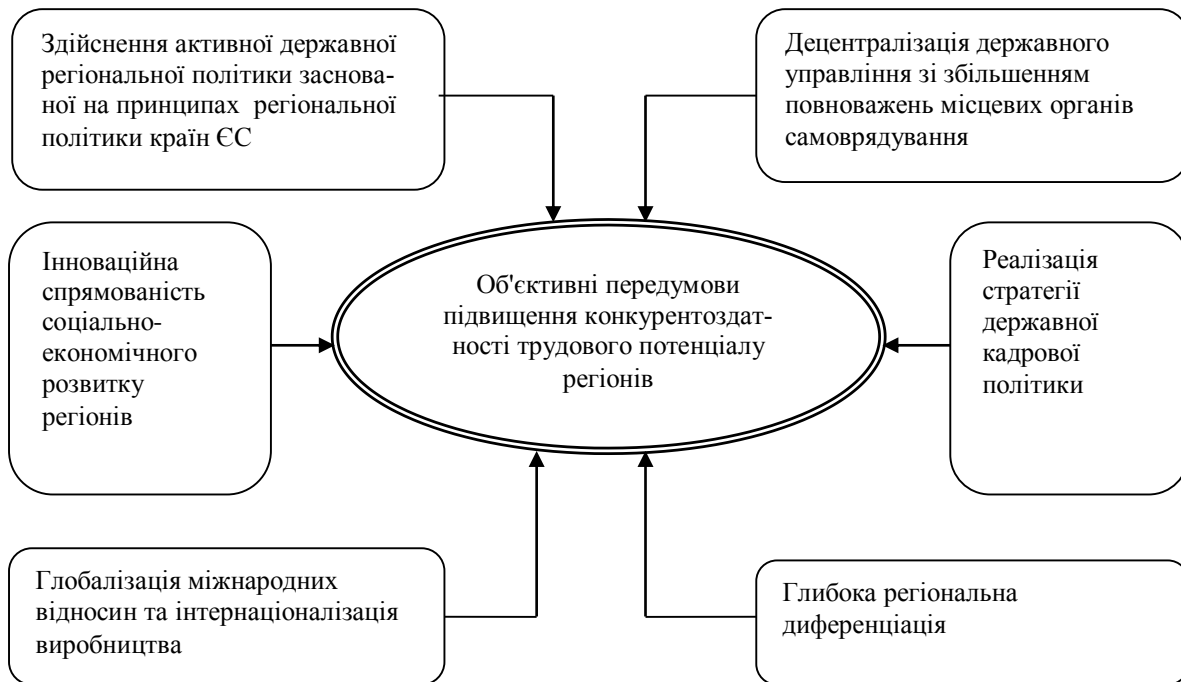 Здійснення активної державної
регіональної політики заснова-
ної на принципах регіональної
політики країн ЄС
Децентралізація державного
управління зі збільшенням
повноважень місцевих органів
самоврядування
Інноваційна
спрямованість
соціально-
економічного
розвитку
регіонів
Об'єктивні передумови
підвищення конкурентоздат-
ності трудового потенціалу
регіонів
Реалізація
стратегії
державної
кадрової
політики
Глобалізація міжнародних
відносин та інтернаціоналізація
виробництва
Глибока регіональна
диференціація